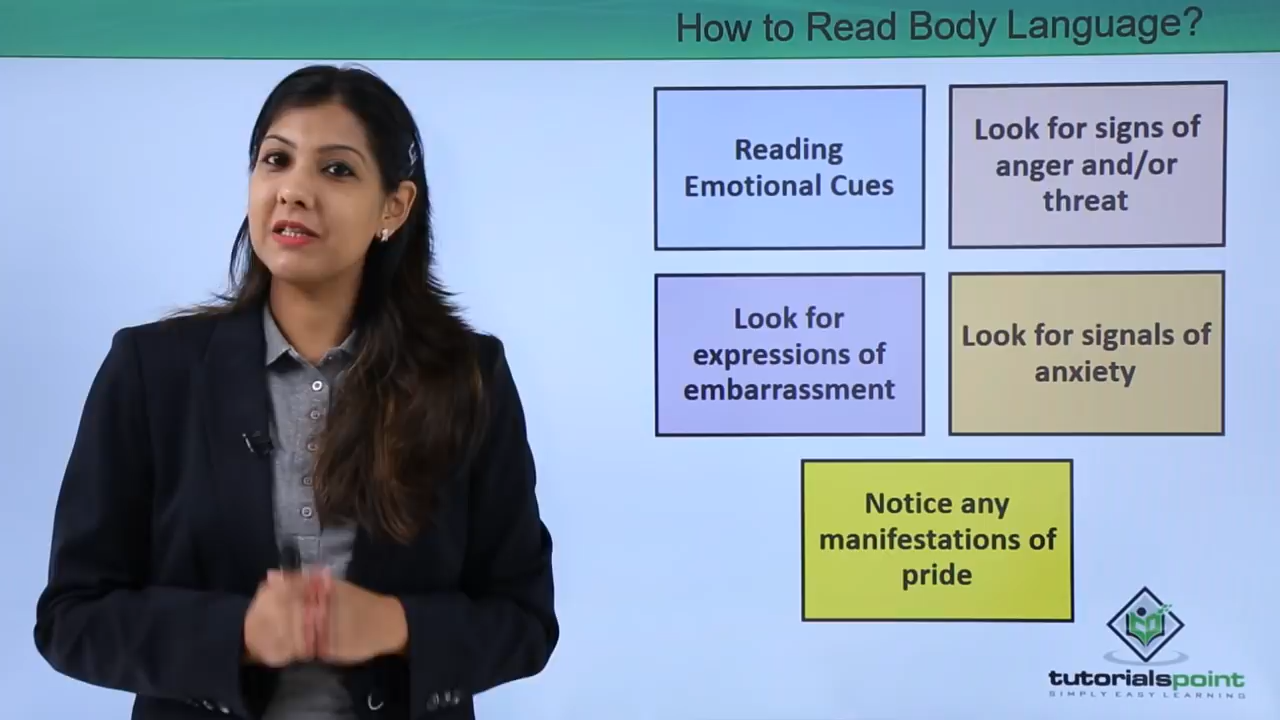 How to Read Body Language?
Reading
Emotional Cues
Look for signs of
anger and/or
threat
Look for
expressions of
embarrassment
Look for signals of
anxiety
Notice any
manifestations of
pride
tutorialspoint
SIMPLY EASY LEARNING